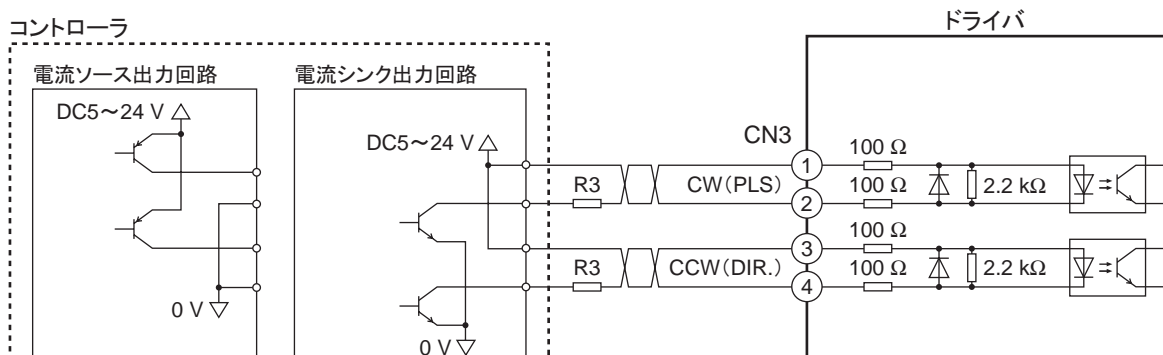 コントローラ
ドライバ
電流ソース出力回路
電流シンク出力回路
DC5～24 V
DC5～24 V
CN3
R3
CW（PLS）
1
2
100 Ω
100 Ω
2.2 kΩ
R3
CCW（DIR.）
3
4
100 Ω
100 Ω
2.2 kΩ
0 V
0 V